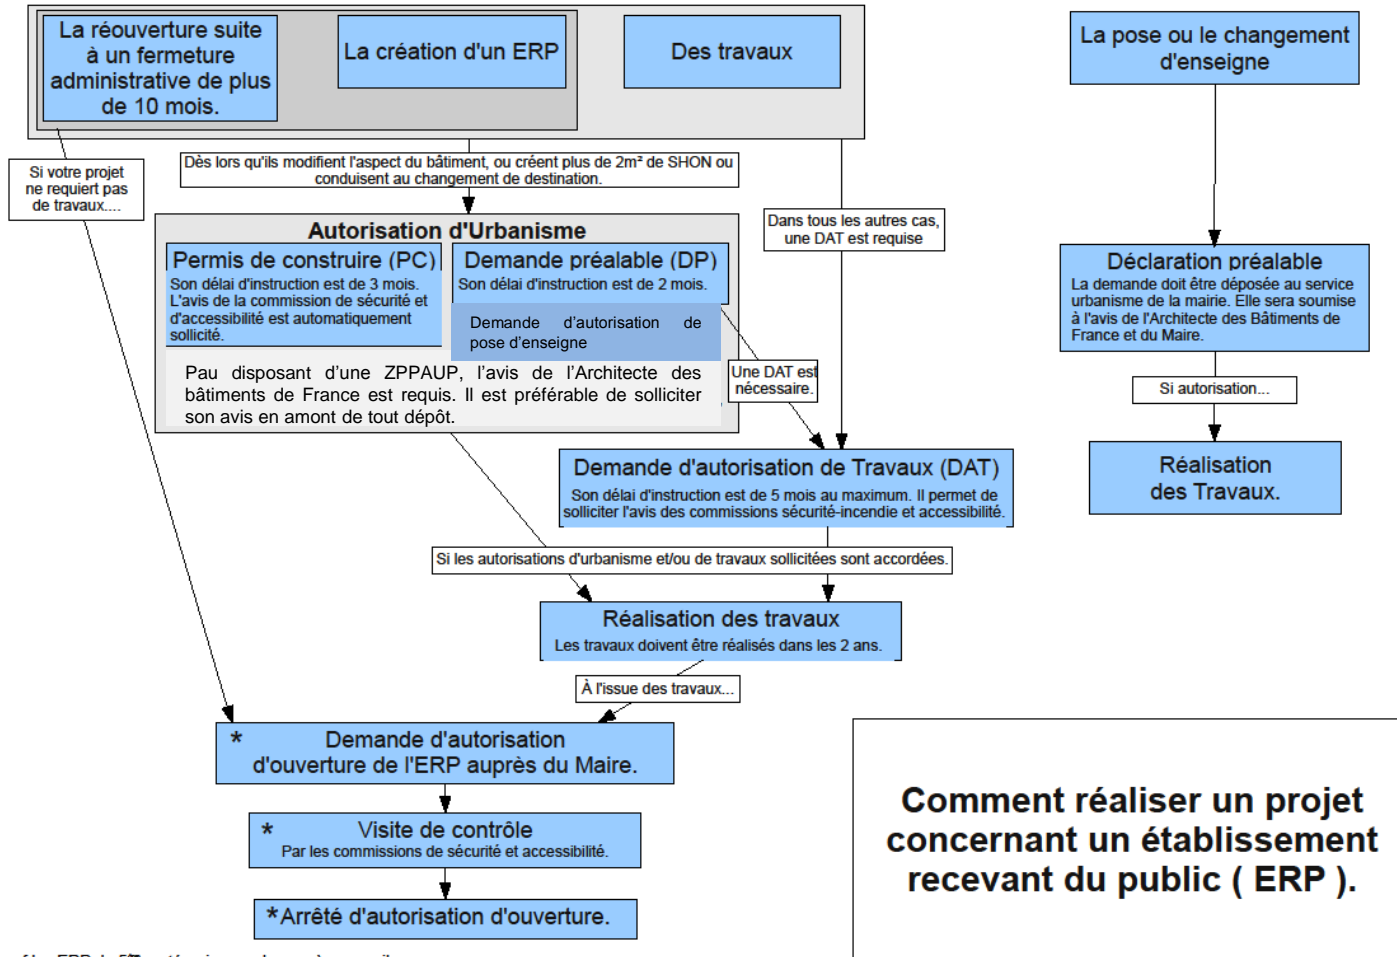 La réouverture suite
à un fermeture
administrative de plus
de 10 mois.
La création d'un ERP
Des travaux
La pose ou le changement
d'enseigne
Si votre projet
ne requiert pas
de travaux....
Dès lors qu'ils modifient l'aspect du bâtiment, ou créent plus de 2m² de SHON ou
conduisent au changement de destination.
Dans tous les autres cas,
une DAT est requise
Autorisation d'Urbanisme
Permis de construire (PC)
Son délai d'instruction est de 3 mois.
L'avis de la commission de sécurité et
d'accessibilité est automatiquement
sollicité.
Demande préalable (DP)
Son délai d'instruction est de 2 mois.
Demande d'autorisation de
pose d'enseigne
Pau disposant d'une ZPPAUP, l'avis de l'Architecte des
bâtiments de France est requis. Il est préférable de solliciter
son avis en amont de tout dépôt.
Une DAT est
nécessaire.
Déclaration préalable
La demande doit être déposée au service
urbanisme de la mairie. Elle sera soumise
à l'avis de l'Architecte des Bâtiments de
France et du Maire.
Si autorisation...
Réalisation
des Travaux.
Demande d'autorisation de Travaux (DAT)
Son délai d'instruction est de 5 mois au maximum. Il permet de
solliciter l'avis des commissions sécurité-incendie et accessibilité.
Si les autorisations d'urbanisme et/ou de travaux sollicitées sont accordées.
Réalisation des travaux
Les travaux doivent être réalisés dans les 2 ans.
À l'issue des travaux...
* Demande d'autorisation
d'ouverture de l'ERP auprès du Maire.
* Visite de contrôle
Par les commissions de sécurité et accessibilité.
*Arrêté d'autorisation d'ouverture.
Comment réaliser un projet
concernant un établissement
recevant du public ( ERP ).